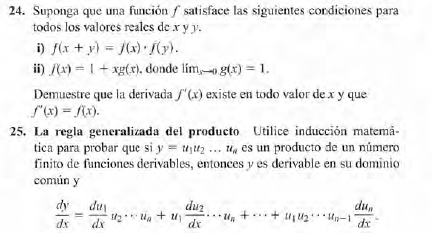 24. Suponga que una función f satisface las siguientes condiciones para
todos los valores reales de x y y.
i) f(x + y) = f(x) · f(y).
ii) f(x) = 1 + xg(x), donde límₓ→₀ g(x) = 1.
Demuestre que la derivada f′(x) existe en todo valor de x y que
f′(x) = f(x).
25. La regla generalizada del producto Utilice inducción matemá-
tica para probar que si y = u₁u₂ ... uₙ es un producto de un número
finito de funciones derivables, entonces y es derivable en su dominio
común y
dy/dx = du₁/dx u₂ ··· uₙ + u₁ du₂/dx ··· uₙ + ··· + u₁u₂ ··· uₙ₋₁ duₙ/dx.